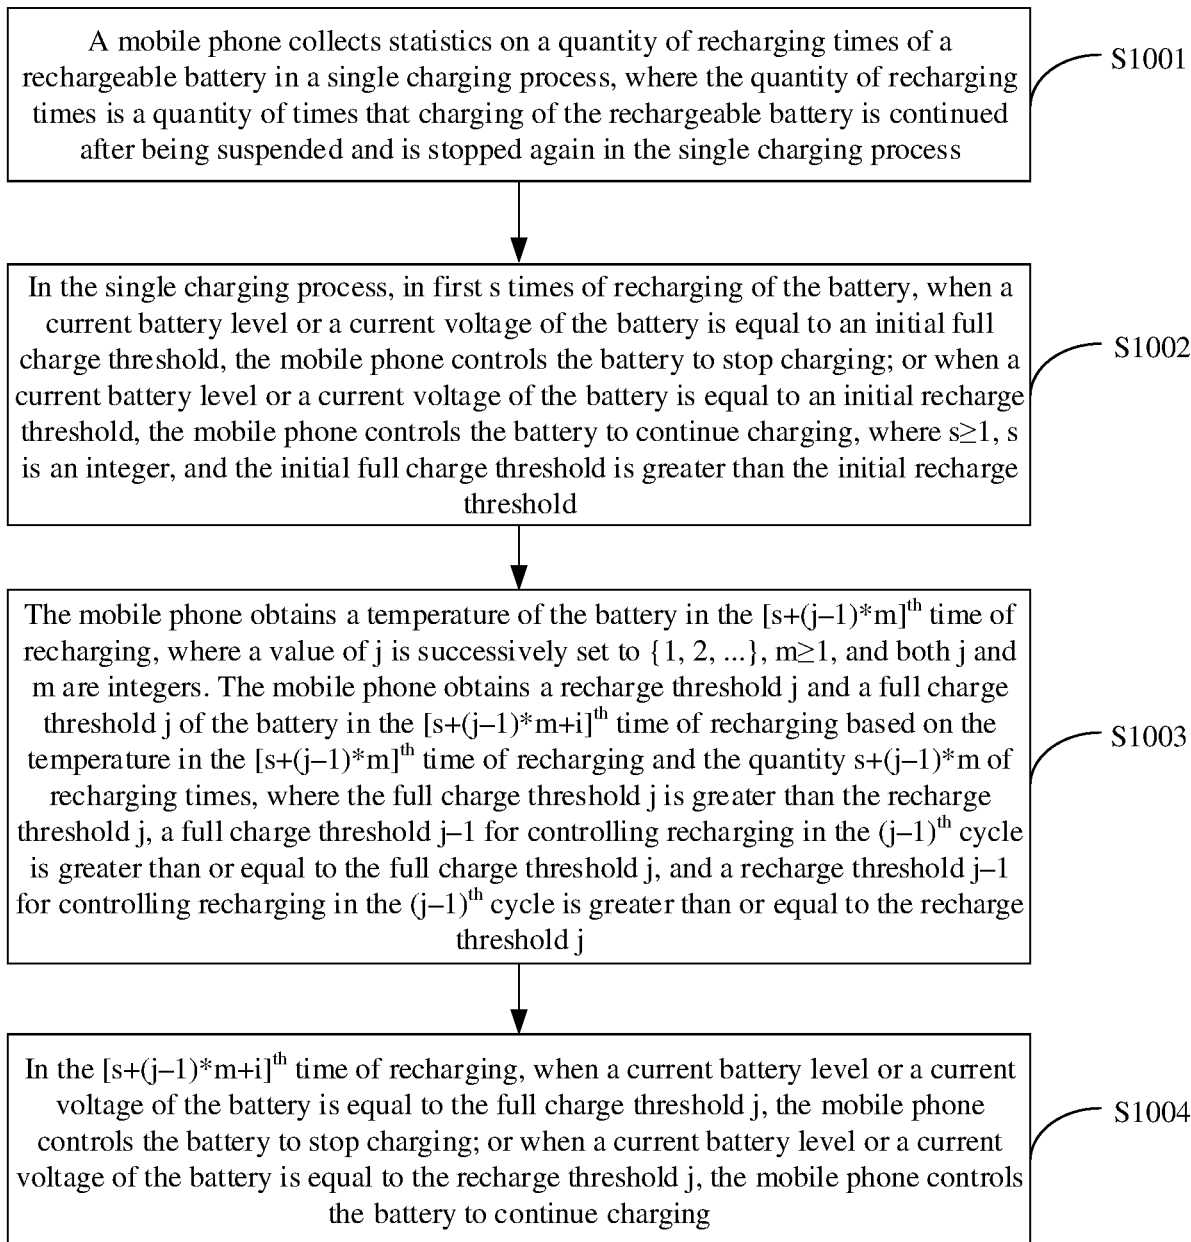 A mobile phone collects statistics on a quantity of recharging times of a
rechargeable battery in a single charging process, where the quantity of recharging
times is a quantity of times that charging of the rechargeable battery is continued
after being suspended and is stopped again in the single charging process
S1001
In the single charging process, in first s times of recharging of the battery, when a
current battery level or a current voltage of the battery is equal to an initial full
charge threshold, the mobile phone controls the battery to stop charging; or when a
current battery level or a current voltage of the battery is equal to an initial recharge
threshold, the mobile phone controls the battery to continue charging, where s≥1, s
is an integer, and the initial full charge threshold is greater than the initial recharge
threshold
S1002
The mobile phone obtains a temperature of the battery in the [s+(j–1)*m]th time of
recharging, where a value of j is successively set to {1, 2, ...}, m≥1, and both j and
m are integers. The mobile phone obtains a recharge threshold j and a full charge
threshold j of the battery in the [s+(j–1)*m+i]th time of recharging based on the
temperature in the [s+(j–1)*m]th time of recharging and the quantity s+(j–1)*m of
recharging times, where the full charge threshold j is greater than the recharge
threshold j, a full charge threshold j–1 for controlling recharging in the (j–1)th cycle
is greater than or equal to the full charge threshold j, and a recharge threshold j–1
for controlling recharging in the (j–1)th cycle is greater than or equal to the recharge
threshold j
S1003
In the [s+(j–1)*m+i]th time of recharging, when a current battery level or a current
voltage of the battery is equal to the full charge threshold j, the mobile phone
controls the battery to stop charging; or when a current battery level or a current
voltage of the battery is equal to the recharge threshold j, the mobile phone controls
the battery to continue charging
S1004